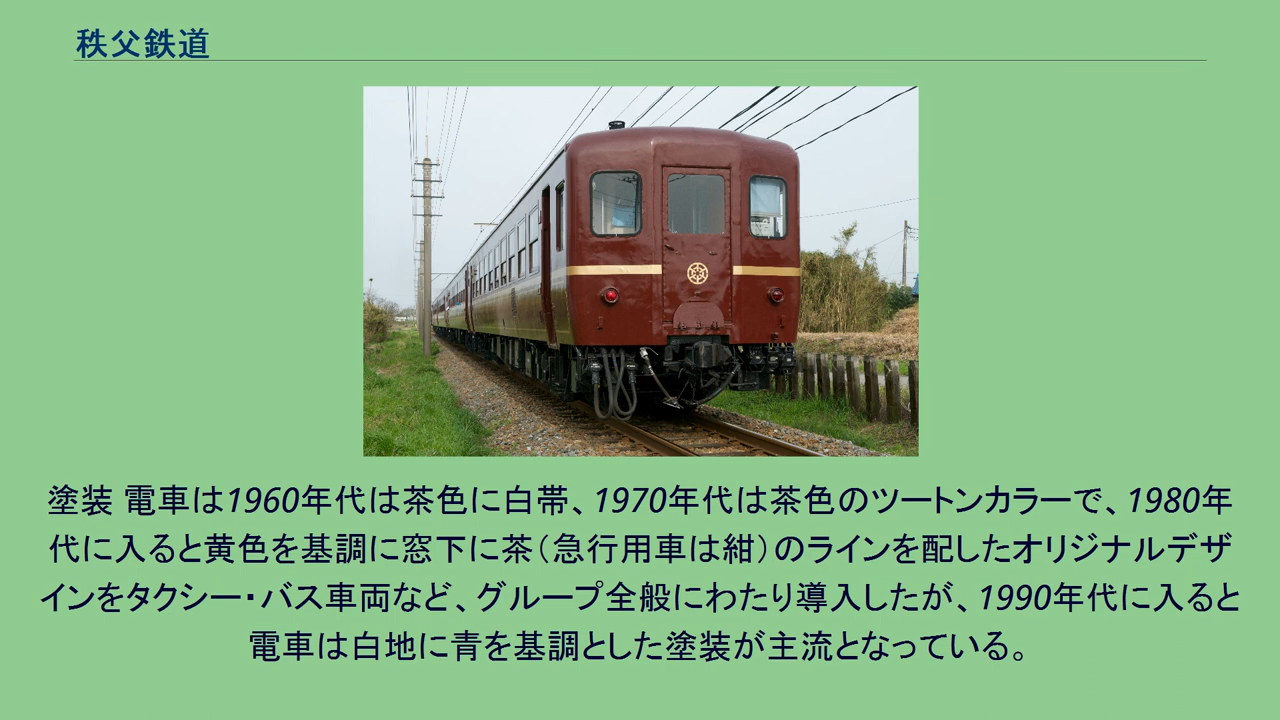 秩父鉄道
塗装 電車は1960年代は茶色に白帯、1970年代は茶色のツートンカラーで、1980年
代に入ると黄色を基調に窓下に茶（急行用車は紺）のラインを配したオリジナルデザ
インをタクシー・バス車両など、グループ全般にわたり導入したが、1990年代に入ると
電車は白地に青を基調とした塗装が主流となっている。